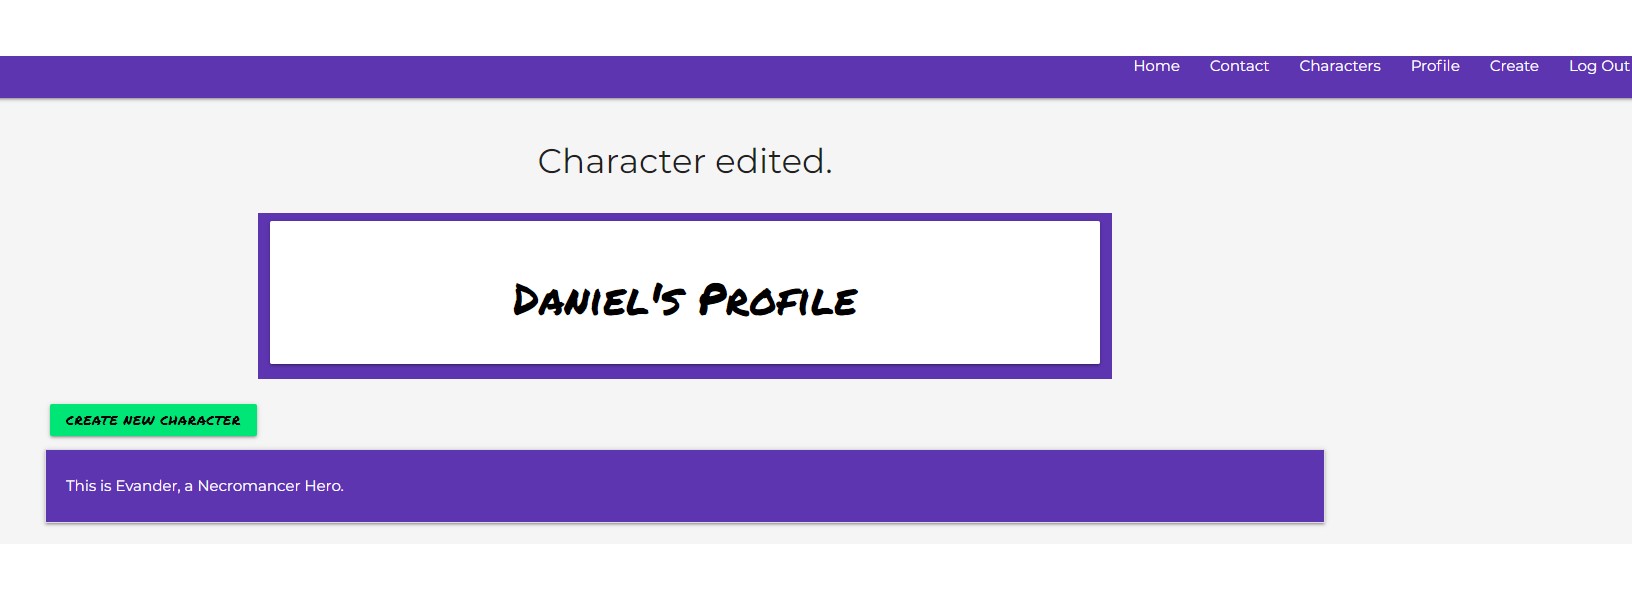 Home Contact Characters Profile Create Log Out
Character edited.
Daniel's Profile
CREATE NEW CHARACTER
This is Evander, a Necromancer Hero.